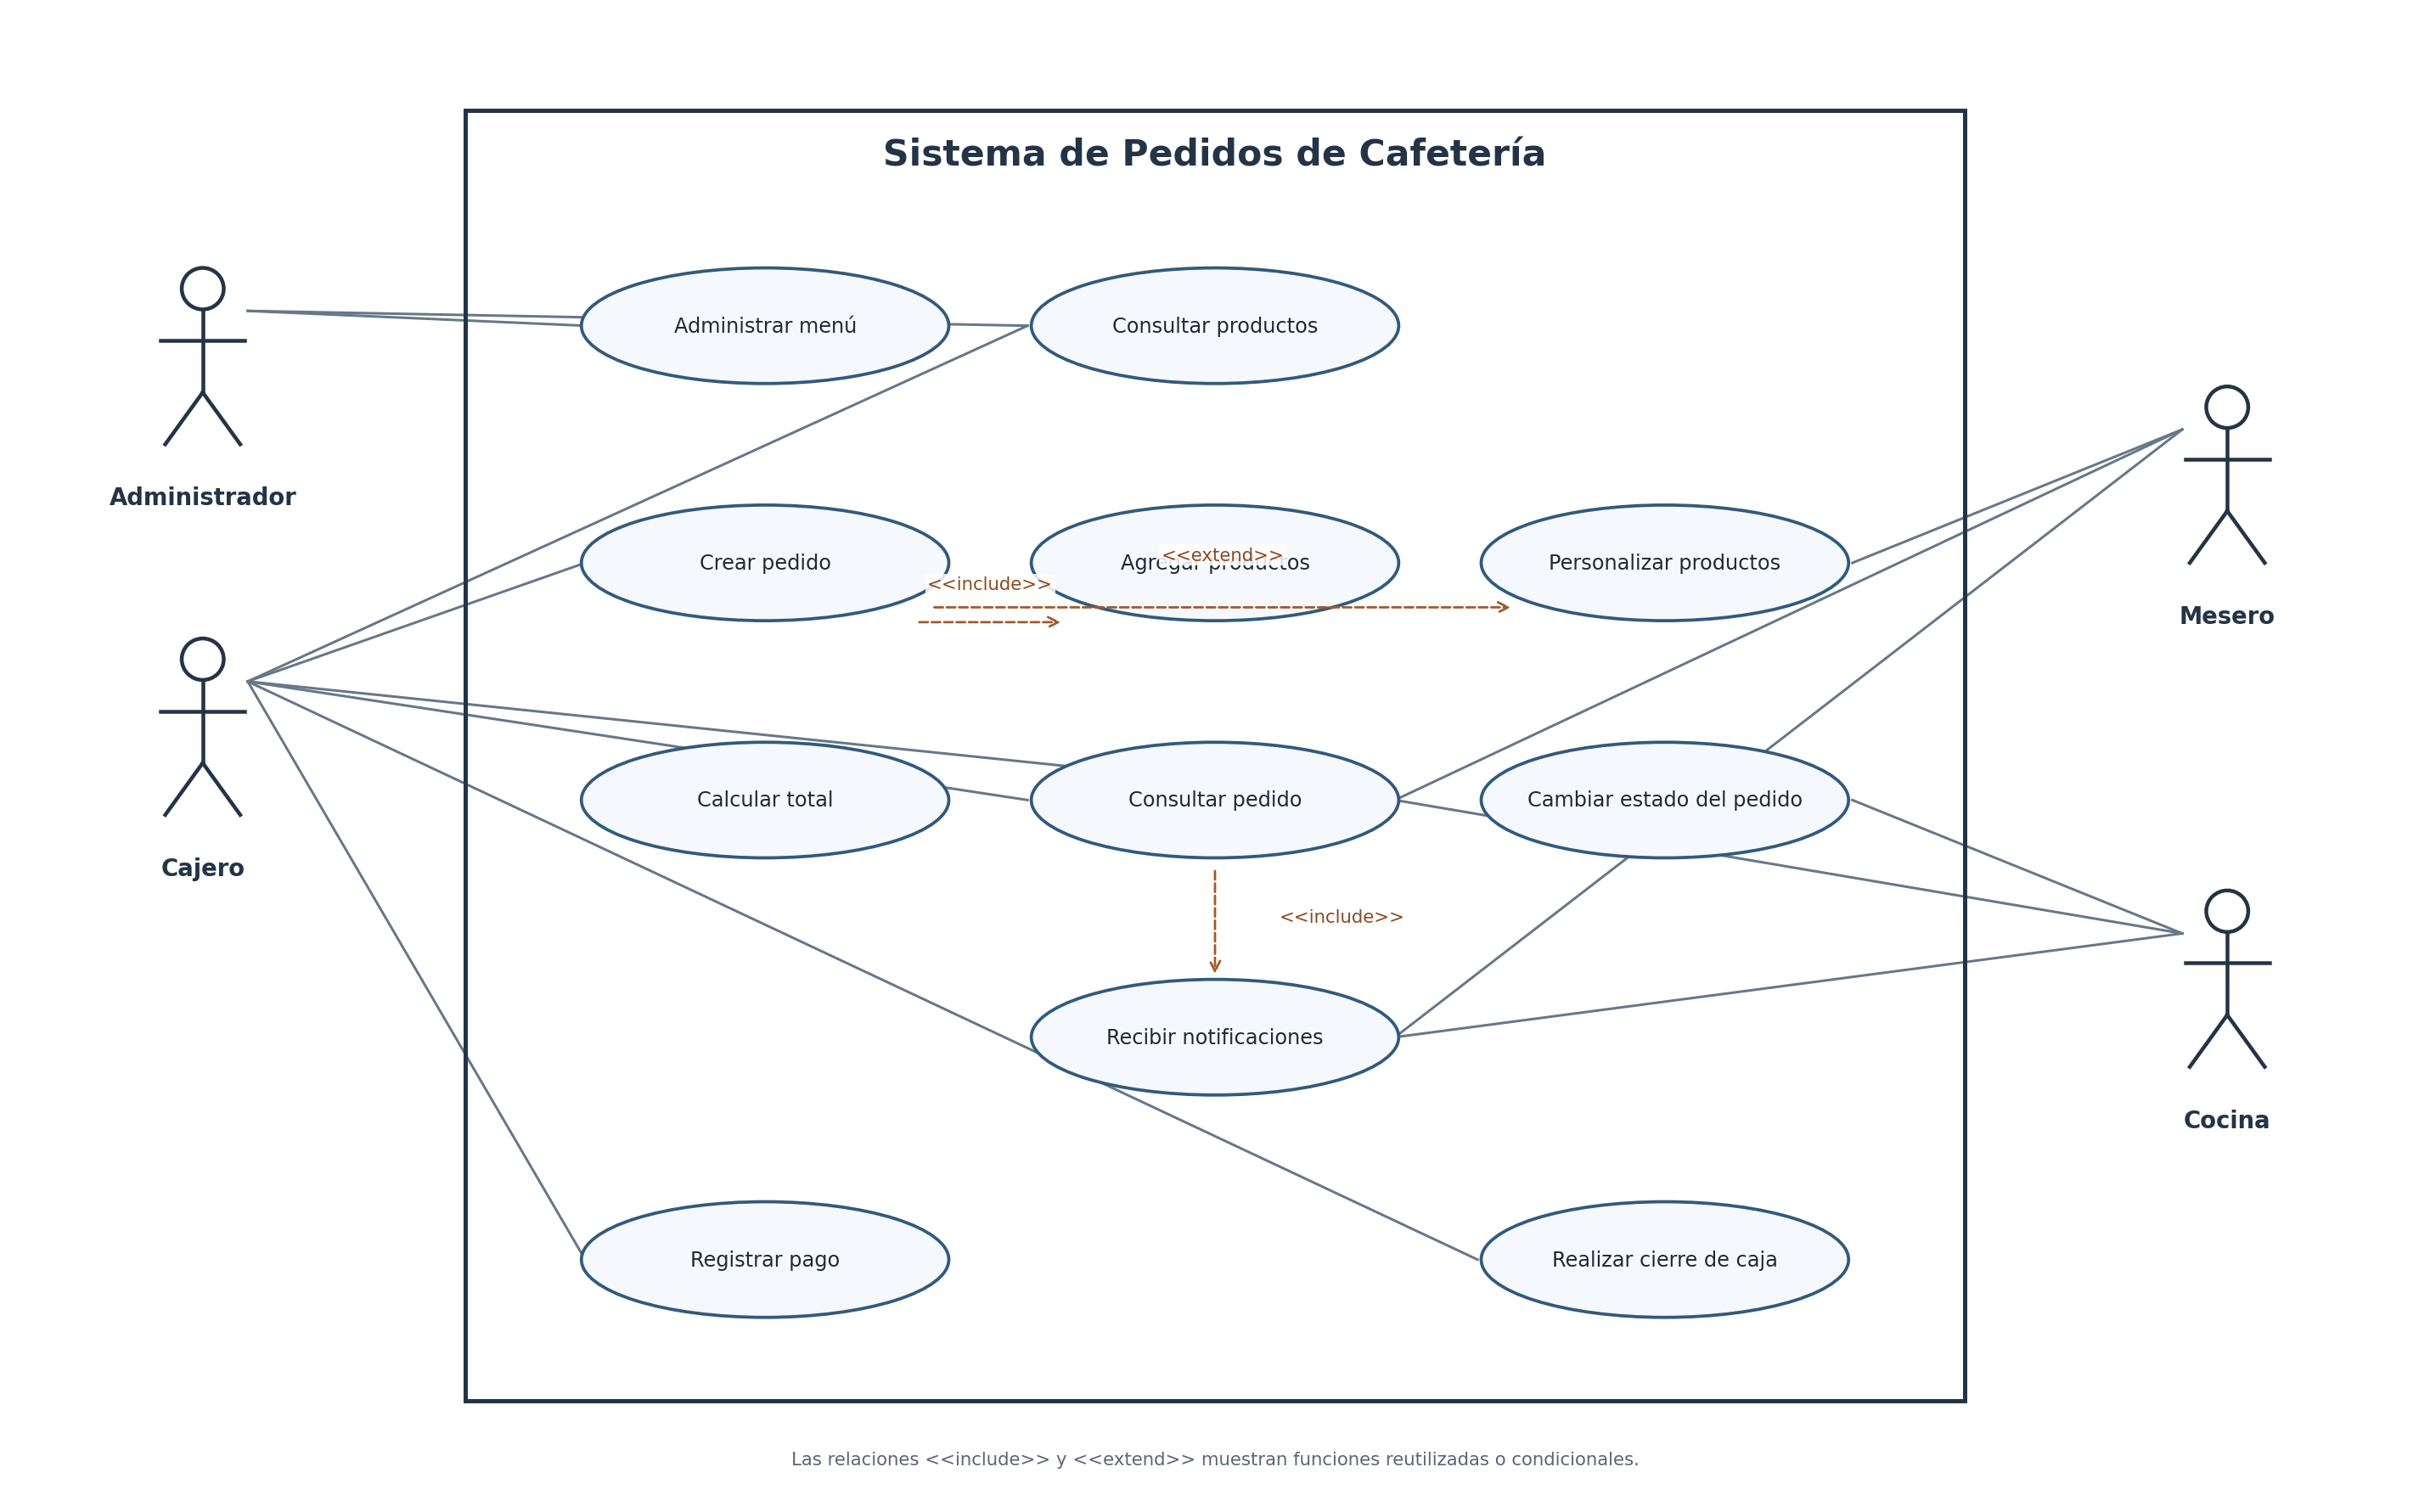 Sistema de Pedidos de Cafetería
Administrar menú
Consultar productos
Administrador
Crear pedido
<<include>>
<<extend>>
Agregar productos
Personalizar productos
Mesero
Cajero
Calcular total
Consultar pedido
Cambiar estado del pedido
<<include>>
Recibir notificaciones
Cocina
Registrar pago
Realizar cierre de caja
Las relaciones <<include>> y <<extend>> muestran funciones reutilizadas o condicionales.